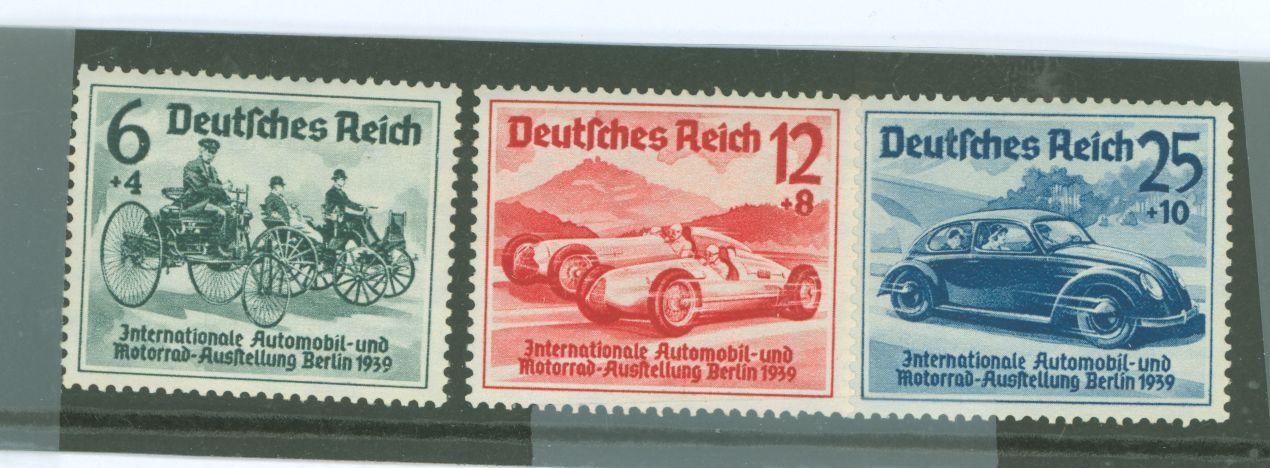 6 Deutſches Reich
+4
Internationale Automobil-und
Motorrad-Ausſtellung Berlin 1939
Deutſches Reich 12
+8
Internationale Automobil-und
Motorrad-Ausſtellung Berlin 1939
Deutſches Reich 25
+10
Internationale Automobil-und
Motorrad-Ausſtellung Berlin 1939